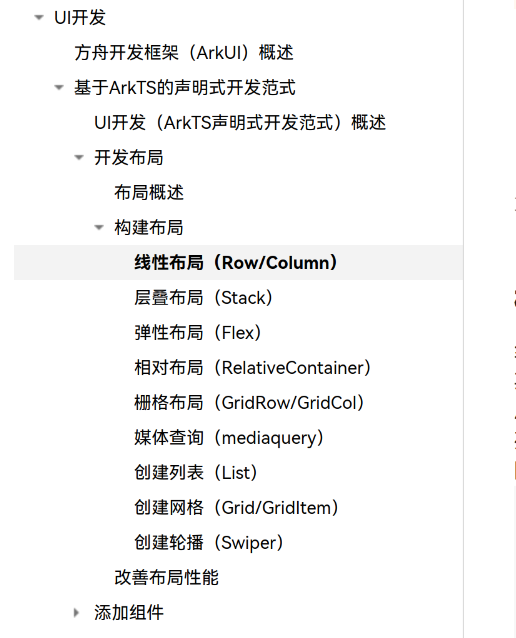 UI开发
方舟开发框架（ArkUI）概述
基于ArkTS的声明式开发范式
UI开发（ArkTS声明式开发范式）概述
开发布局
布局概述
构建布局
线性布局（Row/Column）
层叠布局（Stack）
弹性布局（Flex）
相对布局（RelativeContainer）
栅格布局（GridRow/GridCol）
媒体查询（mediaquery）
创建列表（List）
创建网格（Grid/GridItem）
创建轮播（Swiper）
改善布局性能
添加组件